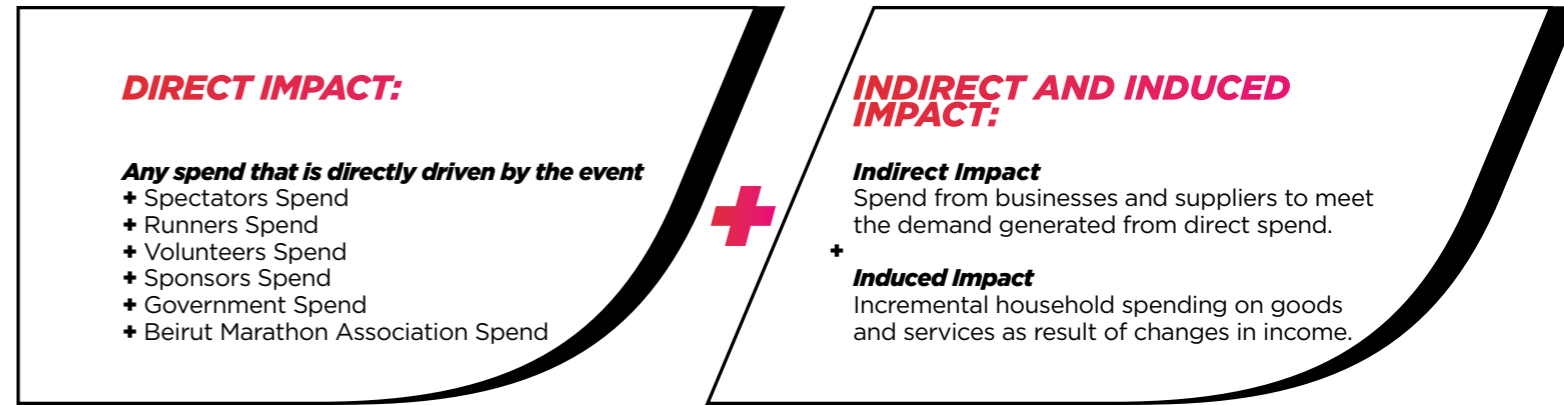 DIRECT IMPACT:
Any spend that is directly driven by the event
+ Spectators Spend
+ Runners Spend
+ Volunteers Spend
+ Sponsors Spend
+ Government Spend
+ Beirut Marathon Association Spend
+
INDIRECT AND INDUCED
IMPACT:
Indirect Impact
Spend from businesses and suppliers to meet
the demand generated from direct spend.
+
Induced Impact
Incremental household spending on goods
and services as result of changes in income.